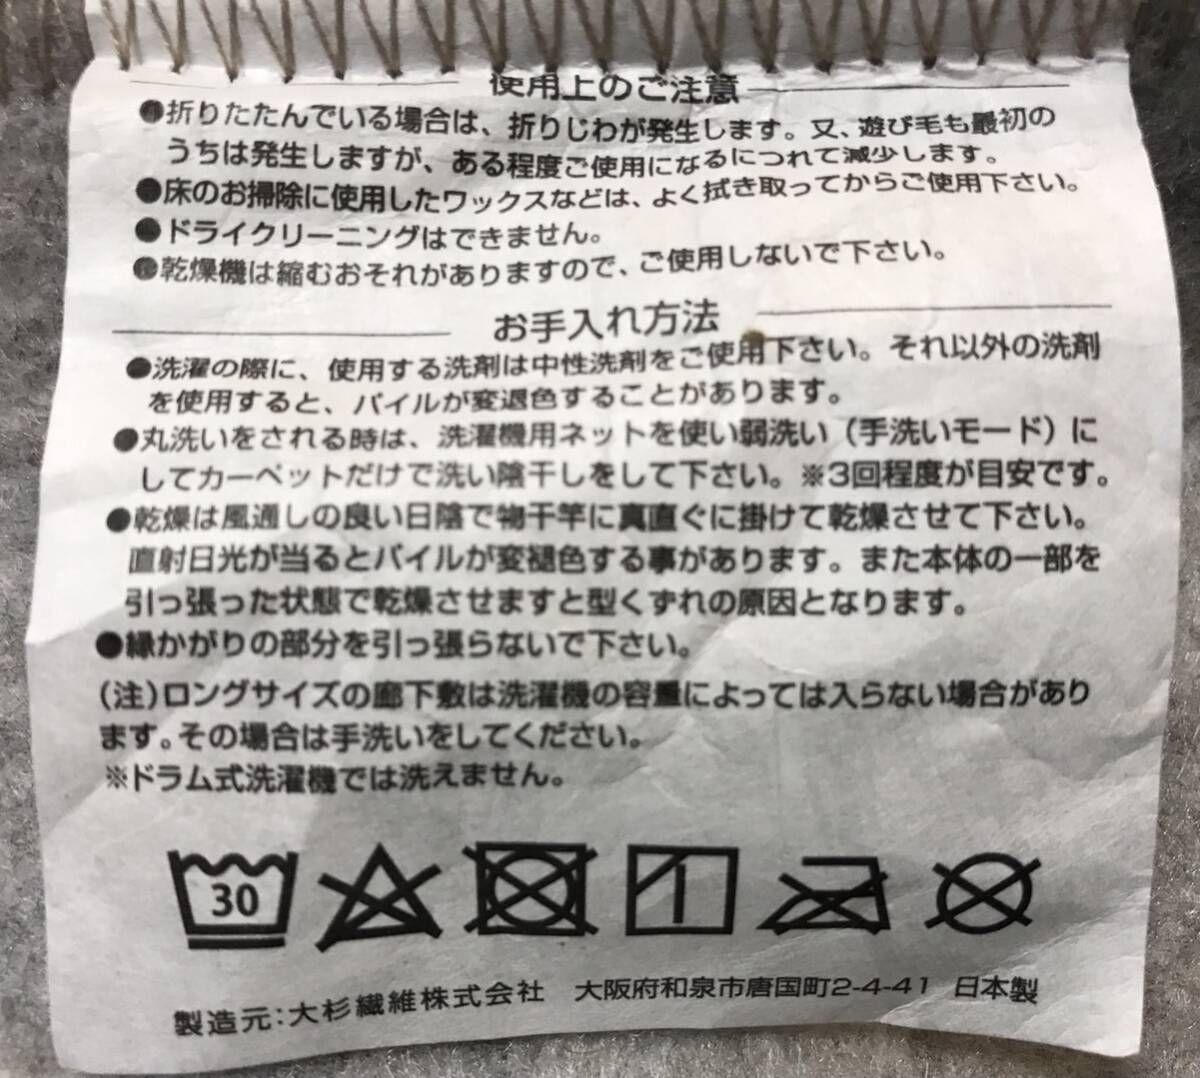 使用上のご注意
●折りたたんでいる場合は、折りじわが発生します。又、遊び毛も最初の
うちは発生しますが、ある程度ご使用になるにつれて減少します。
●床のお掃除に使用したワックスなどは、よく拭き取ってからご使用下さい。
●ドライクリーニングはできません。
●乾燥機は縮むおそれがありますので、ご使用しないで下さい。
お手入れ方法
●洗濯の際に、使用する洗剤は中性洗剤をご使用下さい。それ以外の洗剤
を使用すると、パイルが変退色することがあります。
●丸洗いをされる時は、洗濯機用ネットを使い弱洗い(手洗いモード)に
してカーペットだけで洗い陰干しをして下さい。※3回程度が目安です。
●乾燥は風通しの良い日陰で物干竿に真直ぐに掛けて乾燥させて下さい。
直射日光が当るとパイルが変褪色する事があります。また本体の一部を
引っ張った状態で乾燥させますと型くずれの原因となります。
●縁かがりの部分を引っ張らないで下さい。
(注)ロングサイズの廊下敷は洗濯機の容量によっては入らない場合があり
ます。その場合は手洗いをしてください。
※ドラム式洗濯機では洗えません。
30
製造元:大杉繊維株式会社 大阪府和泉市唐国町2-4-41 日本製